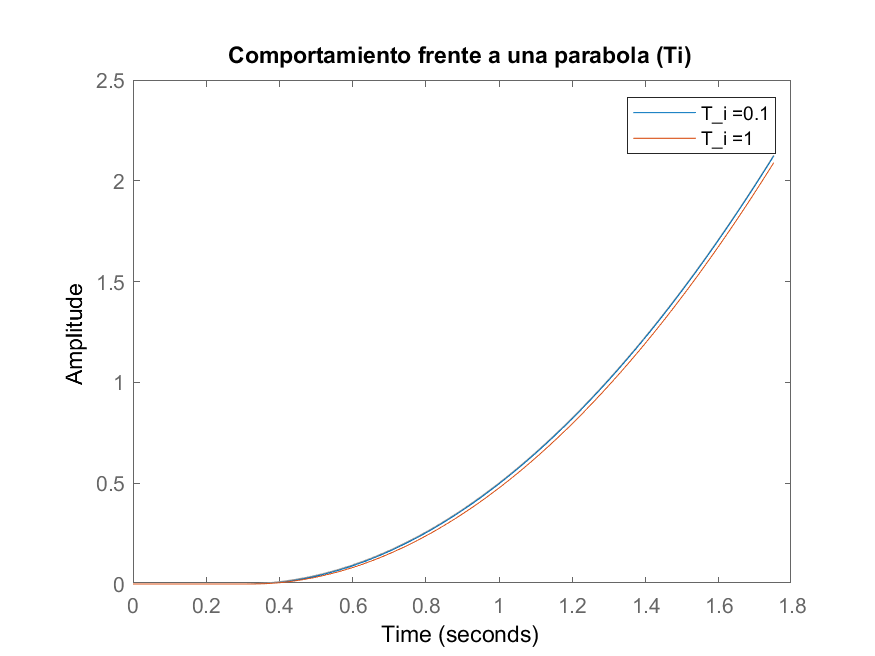 Comportamiento frente a una parabola (Ti)
2.5
2
1.5
1
0.5
0
Amplitude
T_i =0.1
T_i =1
0 0.2 0.4 0.6 0.8 1 1.2 1.4 1.6 1.8
Time (seconds)